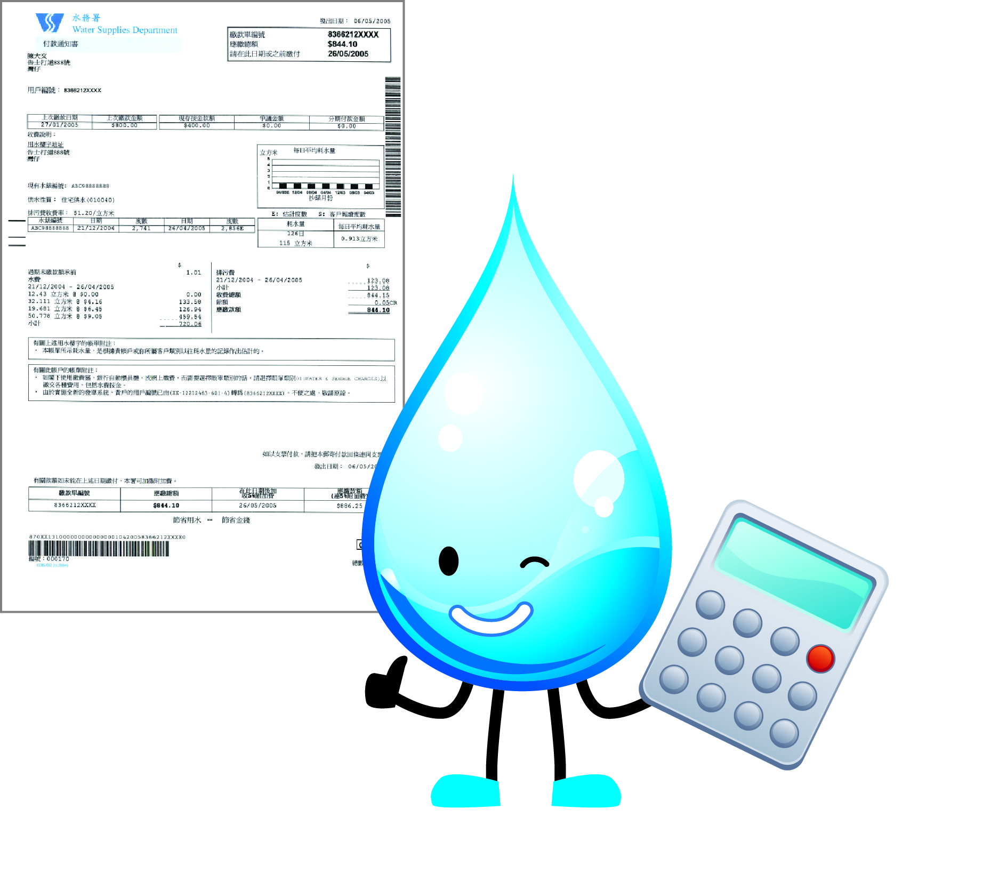 水務署
Water Supplies Department
付款通知書
發出日期： 06/05/2005
繳款單編號 8366212XXXX
應繳總額 $844.10
請在此日期或之前繳付 26/05/2005
陳大文
告士打道888號
灣仔
用戶編號： 8366212XXXX
上次繳款日期 上次繳款金額 現存按金款額 爭議金額 分期付款金額
27/01/2005 $800.00 $400.00 $0.00 $0.00
收費說明：
用水樓宇地址
告士打道888號
灣仔
立方米 每日平均耗水量
5
4
3
2
1
0
04/05E 12/04 08/04 04/04 12/03 08/03 04/03
抄錶月份
現有水錶編號： ABC98888888
供水性質： 住宅供水(010040)
排污費收費率： $1.20/立方米
E: 估計度數 S: 客戶報讀度數
水錶編號 日期 度數 日期 度數
ABC98888888 21/12/2004 2,741 26/04/2005 2,856E
耗水量 每日平均耗水量
126日
115 立方米 0.913立方米
$
過期未繳款額承前 1.01
水費
21/12/2004 - 26/04/2005
12.43 立方米 @ $0.00 0.00
32.111 立方米 @ $4.16 133.58
19.681 立方米 @ $6.45 126.94
50.778 立方米 @ $9.05 459.54
小計 720.06
$
排污費
21/12/2004 - 26/04/2005 123.08
小計 123.08
收費總額 844.15
餘額 0.05CR
應繳款額 844.10
有關上述用水樓宇的帳單附註：
· 本帳單所示耗水量，是根據貴帳戶或你所屬客戶類別以往耗水量的記錄作出估計的。
有關此帳戶的帳單附註：
· 如閣下使用繳費靈，銀行自動櫃員機，或網上繳費，而需要選擇賬單類別的話，請選擇賬單類別01(WATER & SEWAGE CHARGES)以
繳交各種費用，包括水費按金。
· 由於實施全新的發單系統，貴戶的用戶編號已由(XX-12212463-601-4)轉為(8366212XXXX)。不便之處，敬請原諒。
如以支票付款，請把本郵寄付款回條連同支票
發出日期： 06/05/20
有關款額如未能在上述日期繳付，本署可加徵附加費。
繳款單編號 應繳總額 在此日期後加收5%附加費 應繳款額(連5%附加費)
8366212XXXX $844.10 26/05/2005 $886.25
節省用水 -- 節省金錢
870XX13100000000000000010420058366212XXXX0
編號：000170